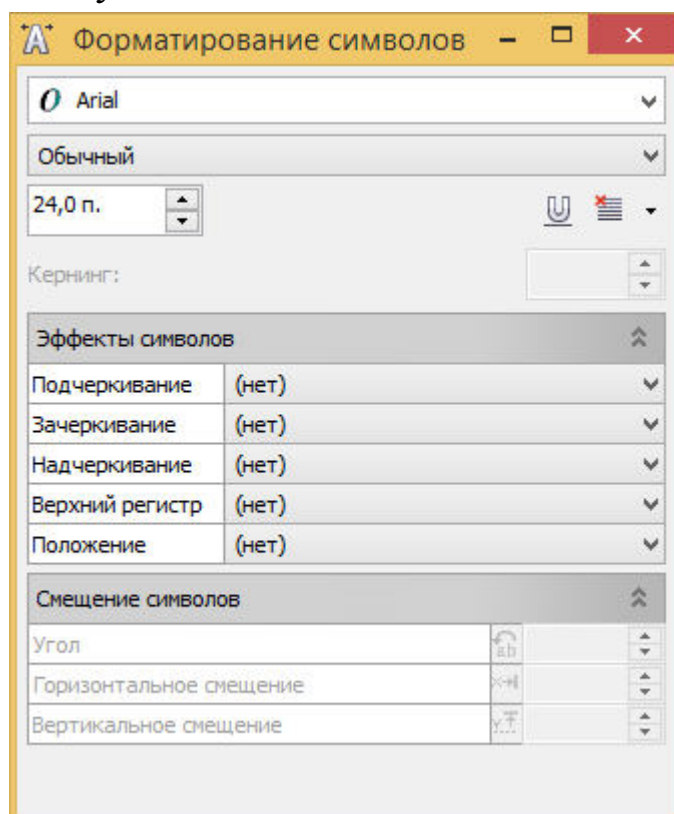 Форматирование символов
O Arial
Обычный
24,0 п.
Кернинг:
Эффекты символов
Подчеркивание (нет)
Зачеркивание (нет)
Надчеркивание (нет)
Верхний регистр (нет)
Положение (нет)
Смещение символов
Угол ab
Горизонтальное смещение
Вертикальное смещение